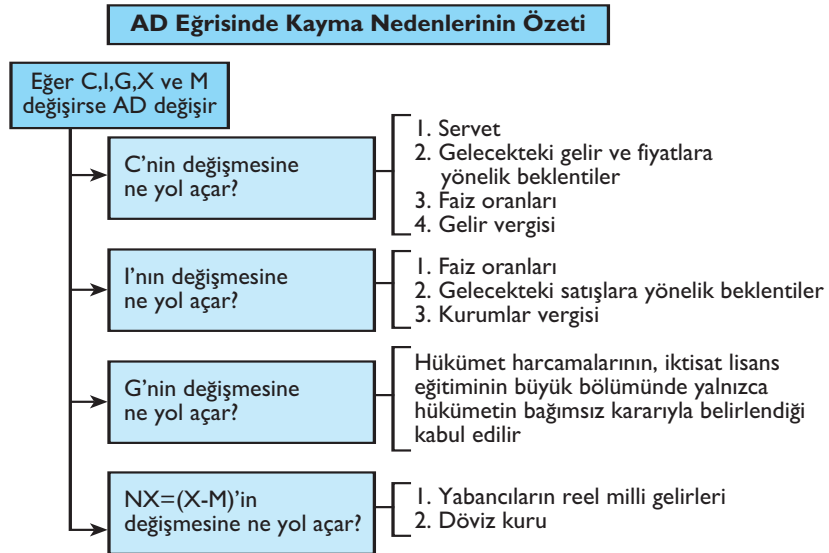 AD Eğrisinde Kayma Nedenlerinin Özeti
Eğer C,I,G,X ve M
değişirse AD değişir
C’nin değişmesine
ne yol açar?
1. Servet
2. Gelecekteki gelir ve fiyatlara
yönelik beklentiler
3. Faiz oranları
4. Gelir vergisi
I’nın değişmesine
ne yol açar?
1. Faiz oranları
2. Gelecekteki satışlara yönelik beklentiler
3. Kurumlar vergisi
G’nin değişmesine
ne yol açar?
Hükümet harcamalarının, iktisat lisans
eğitiminin büyük bölümünde yalnızca
hükümetin bağımsız kararıyla belirlendiği
kabul edilir
NX=(X-M)’in
değişmesine ne yol açar?
1. Yabancıların reel milli gelirleri
2. Döviz kuru